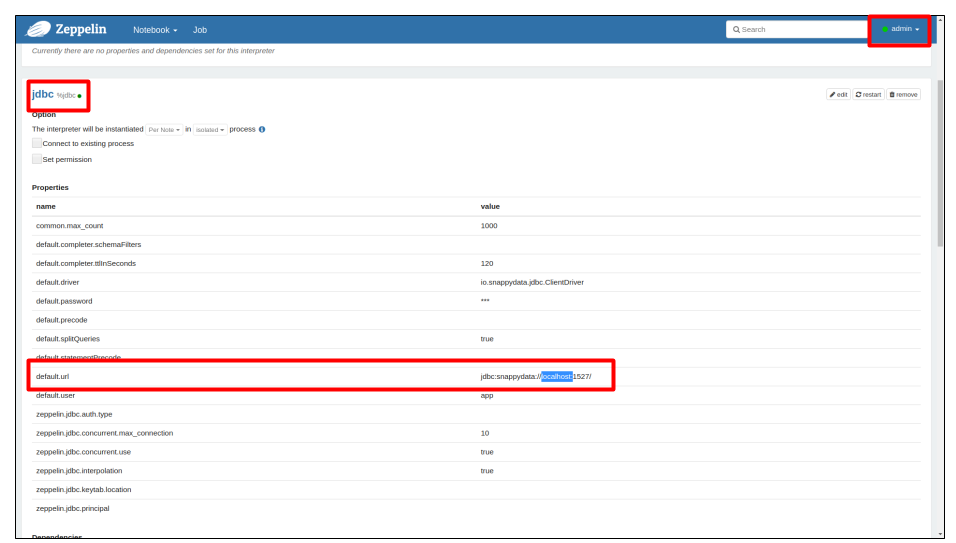 Zeppelin Notebook Job Search admin
Currently there are no properties and dependencies set for this interpreter
jdbc %jdbc edit restart remove
Option
The interpreter will be instantiated Per Note in isolated process
Connect to existing process
Set permission
Properties
name value
common.max_count 1000
default.completer.schemaFilters
default.completer.ttlInSeconds 120
default.driver io.snappydata.jdbc.ClientDriver
default.password ***
default.precode
default.splitQueries true
default.statementPrecode
default.url jdbc:snappydata://localhost:1527/
default.user app
zeppelin.jdbc.auth.type
zeppelin.jdbc.concurrent.max_connection 10
zeppelin.jdbc.concurrent.use true
zeppelin.jdbc.interpolation true
zeppelin.jdbc.keytab.location
zeppelin.jdbc.principal
Dependencies